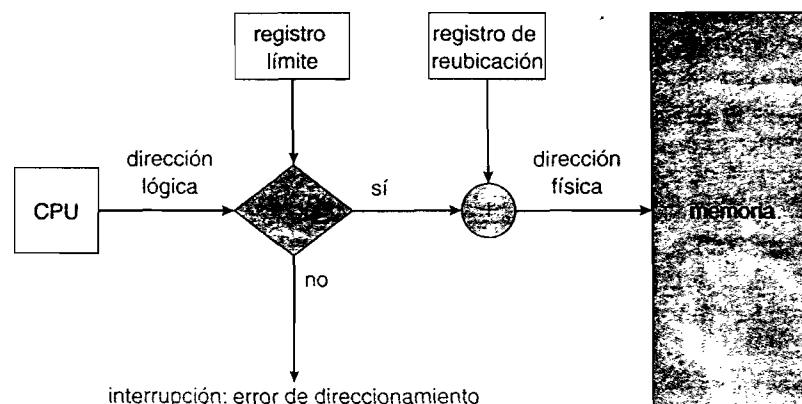 registro
límite
registro de
reubicación
CPU
dirección
lógica
sí
+
dirección
física
memoria
no
interrupción: error de direccionamiento